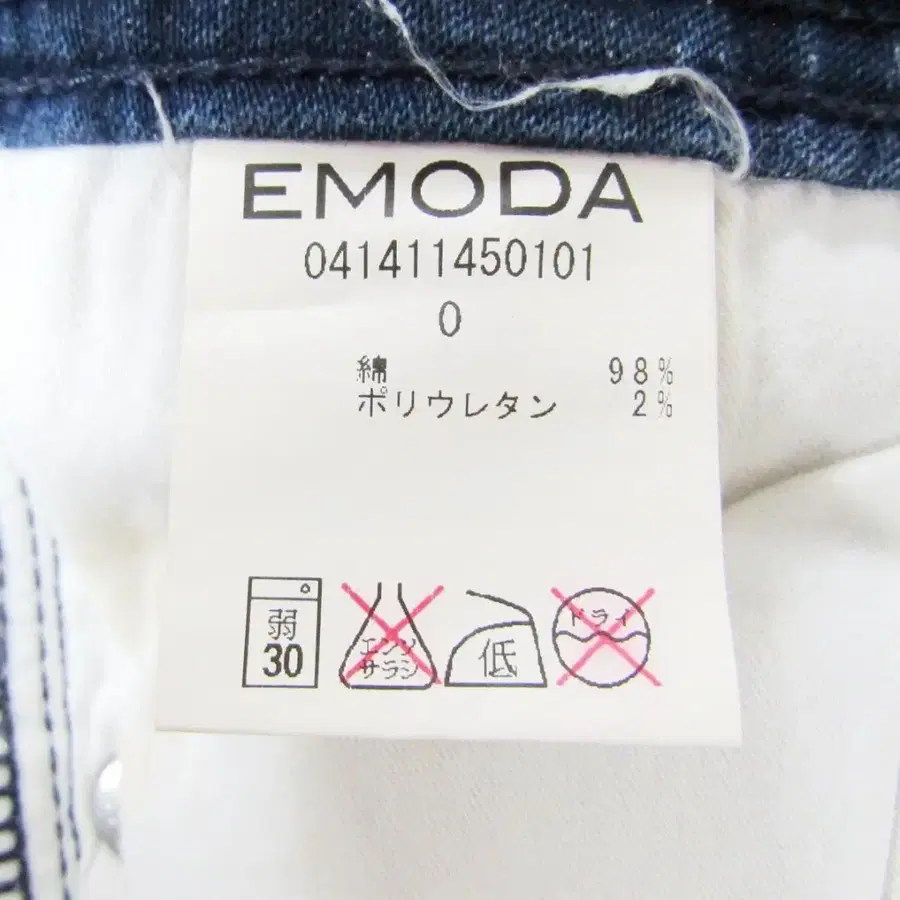 EMODA
041411450101
0
綿 98%
ポリウレタン 2%
弱
30
エンソ
サラシ
低
ドライ